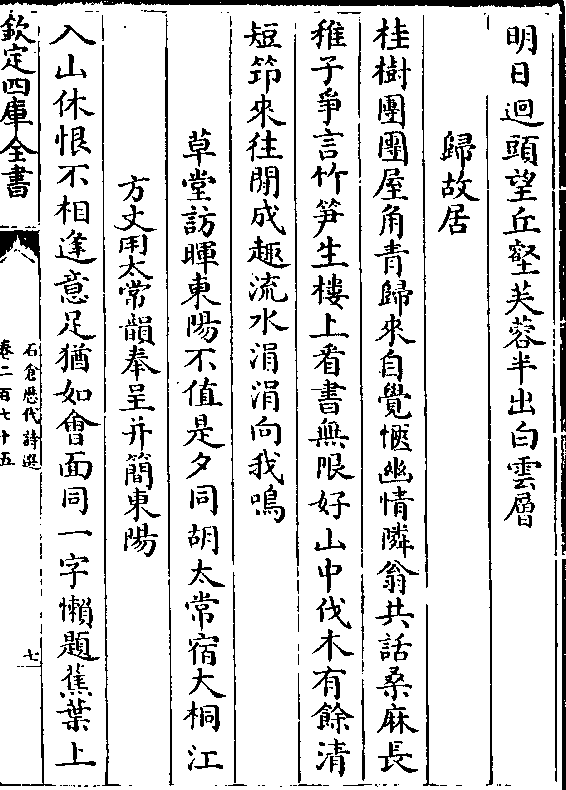 明日迴頭望丘壑芙蓉半出白雲層
歸故居
桂樹團團屋角青歸來自覺愜幽情隣翁共話桑麻長
稚子爭言竹笋生樓上看書無限好山中伐木有餘清
短笻來往閒成趣流水涓涓向我鳴
草堂訪暉東陽不值是夕同胡太常宿大桐江
方丈用太常韻奉呈并簡東陽
入山休恨不相逢意足猶如會面同一字懶題蕉葉上
欽定四庫全書
石倉歷代詩選
卷二百七十五
七